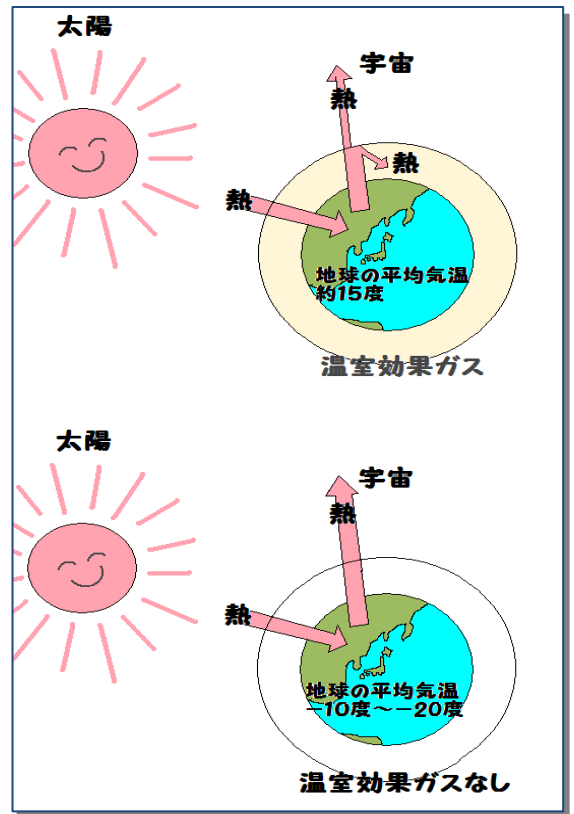 太陽
宇宙
熱
熱
熱
地球の平均気温
約15度
温室効果ガス
太陽
宇宙
熱
熱
地球の平均気温
－10度～－20度
温室効果ガスなし